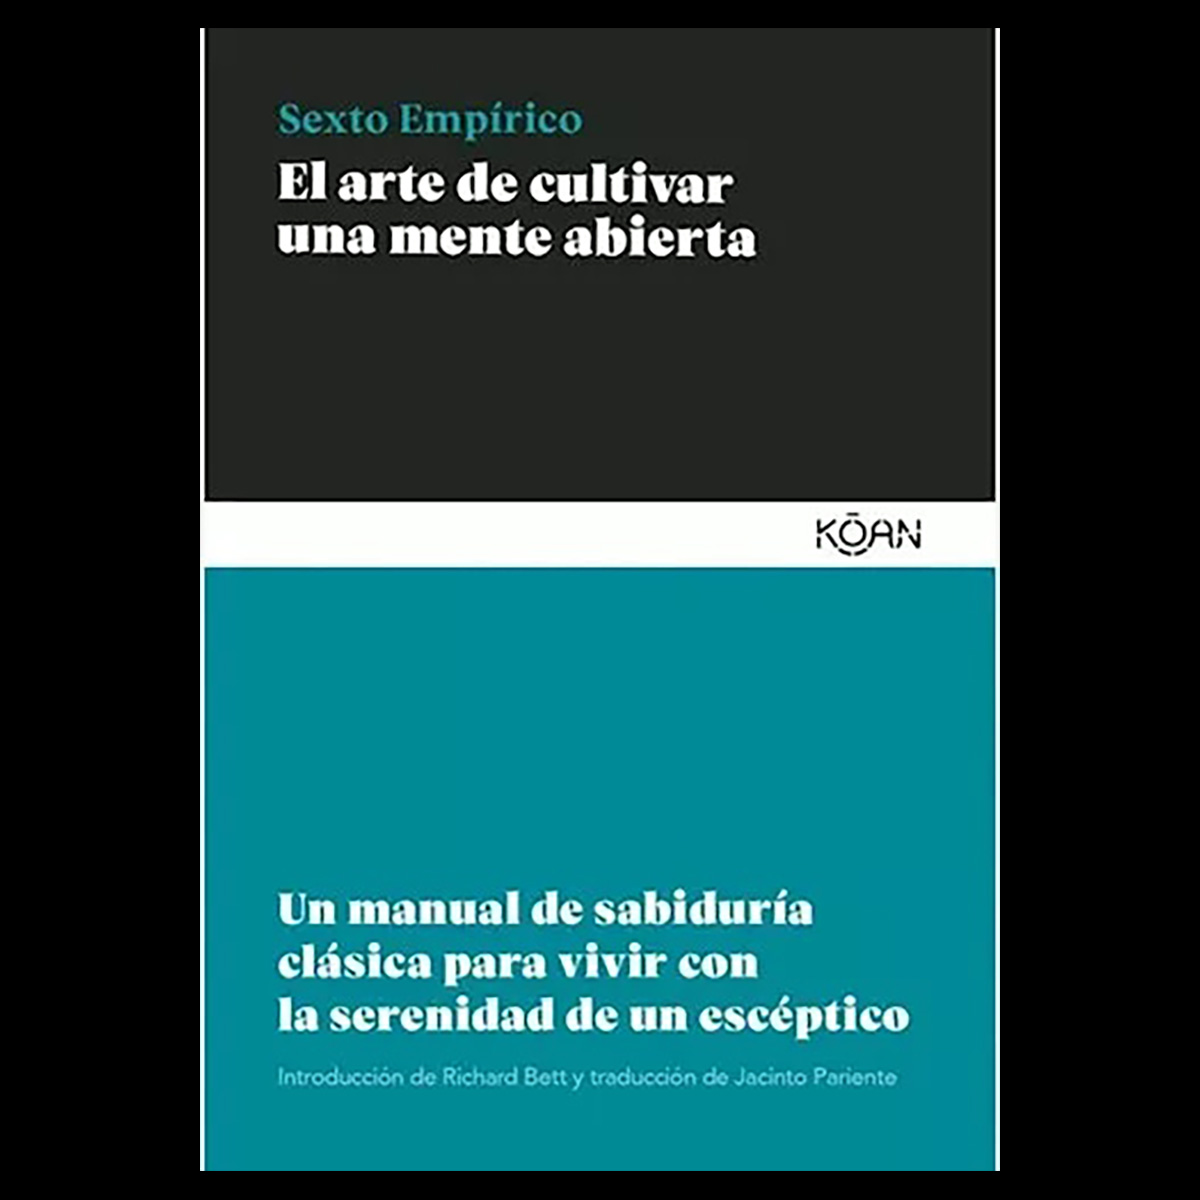 Sexto Empírico
El arte de cultivar
una mente abierta
KŌAN
Un manual de sabiduría
clásica para vivir con
la serenidad de un escéptico
Introducción de Richard Bett y traducción de Jacinto Pariente